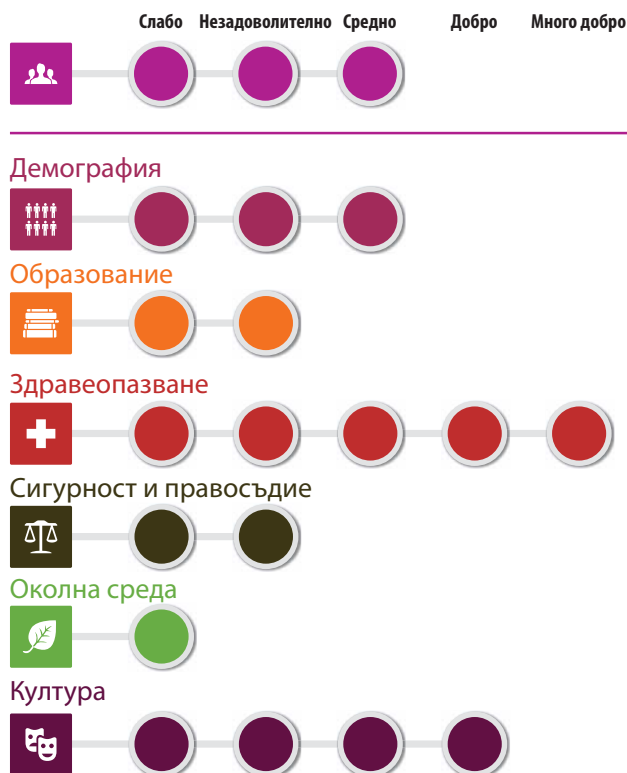 Слабо Незадоволително Средно Добро Много добро
Демография
Образование
Здравеопазване
Сигурност и правосъдие
Околна среда
Култура